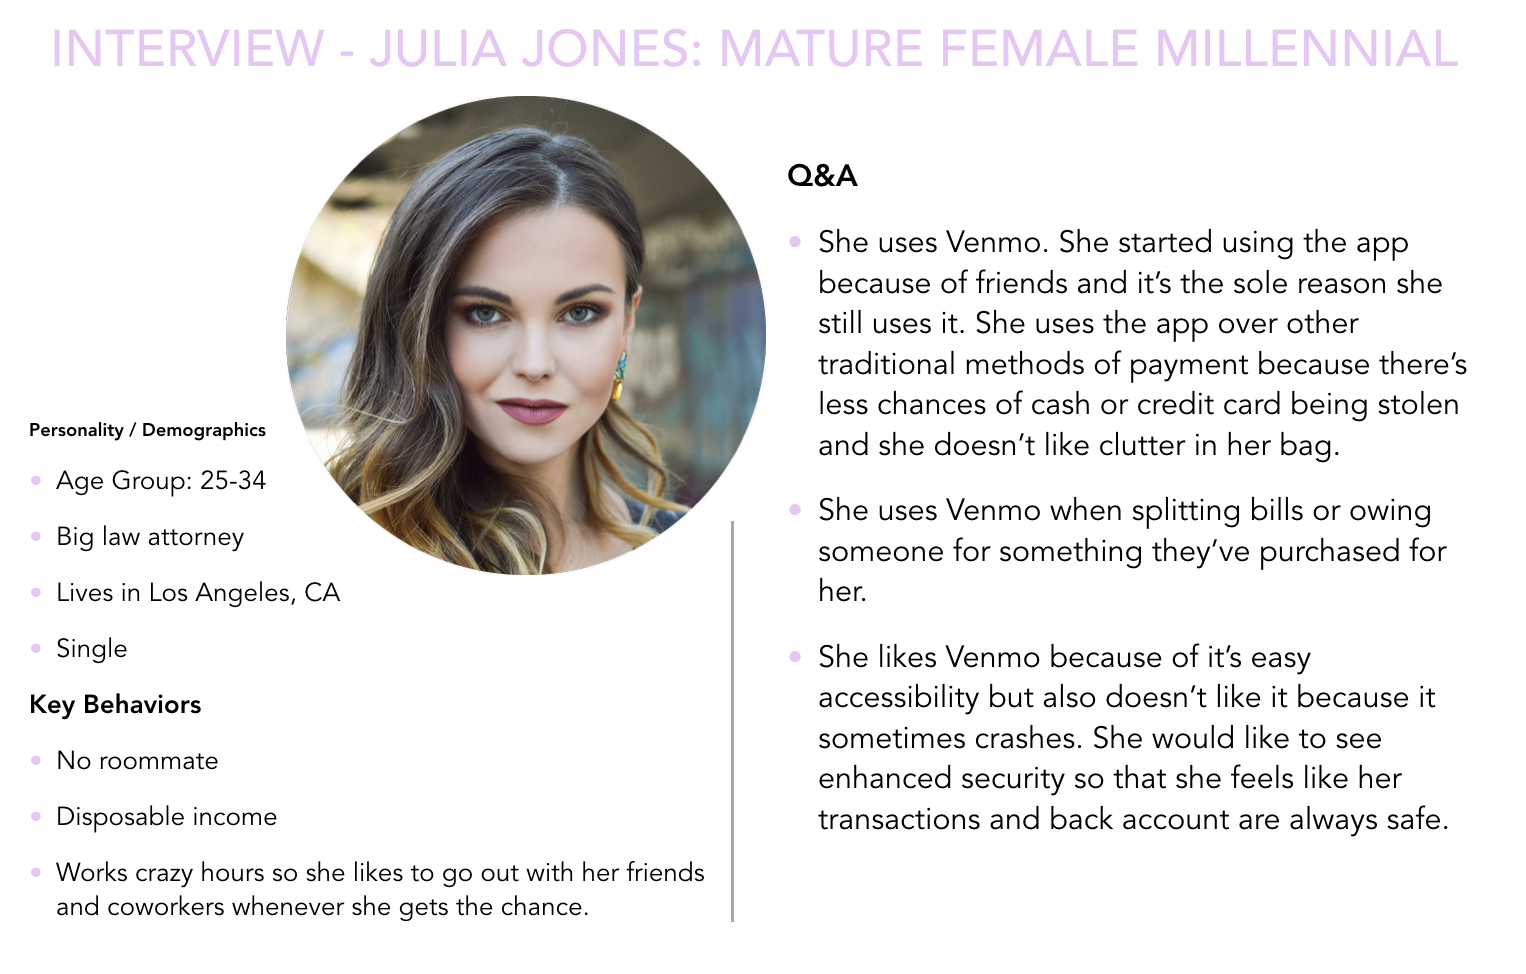 INTERVIEW - JULIA JONES: MATURE FEMALE MILLENNIAL
Personality / Demographics
• Age Group: 25-34
• Big law attorney
• Lives in Los Angeles, CA
• Single
Key Behaviors
• No roommate
• Disposable income
• Works crazy hours so she likes to go out with her friends
and coworkers whenever she gets the chance.
Q&A
• She uses Venmo. She started using the app
because of friends and it’s the sole reason she
still uses it. She uses the app over other
traditional methods of payment because there’s
less chances of cash or credit card being stolen
and she doesn’t like clutter in her bag.
• She uses Venmo when splitting bills or owing
someone for something they’ve purchased for
her.
• She likes Venmo because of it’s easy
accessibility but also doesn’t like it because it
sometimes crashes. She would like to see
enhanced security so that she feels like her
transactions and back account are always safe.